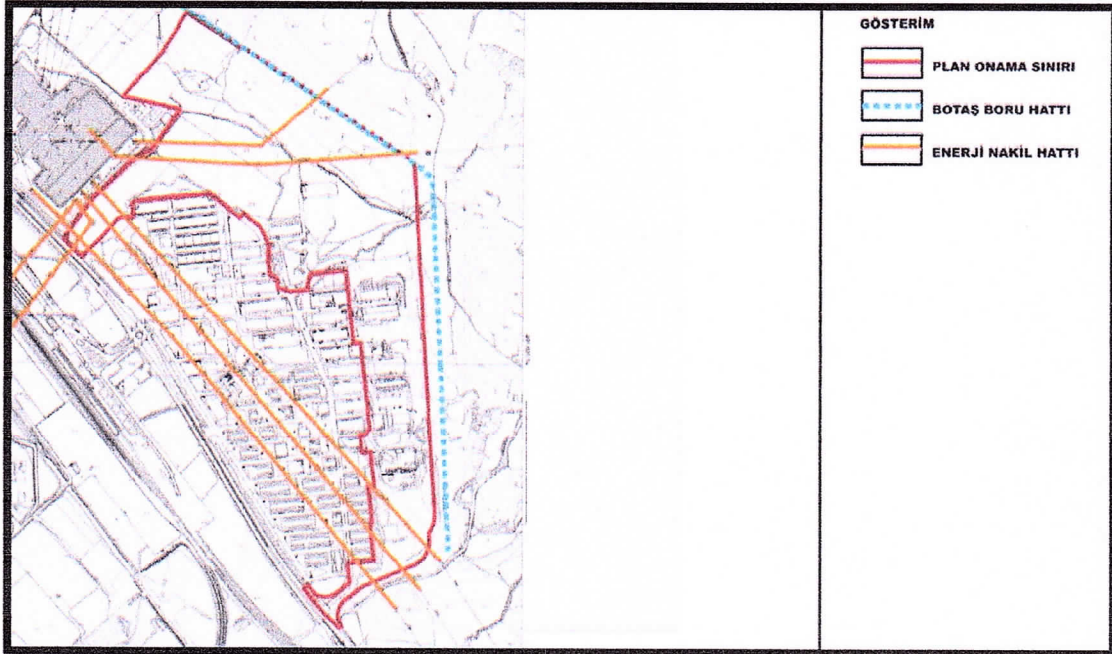 GÖSTERİM
PLAN ONAMA SINIRI
BOTAŞ BORU HATTI
ENERJİ NAKİL HATTI